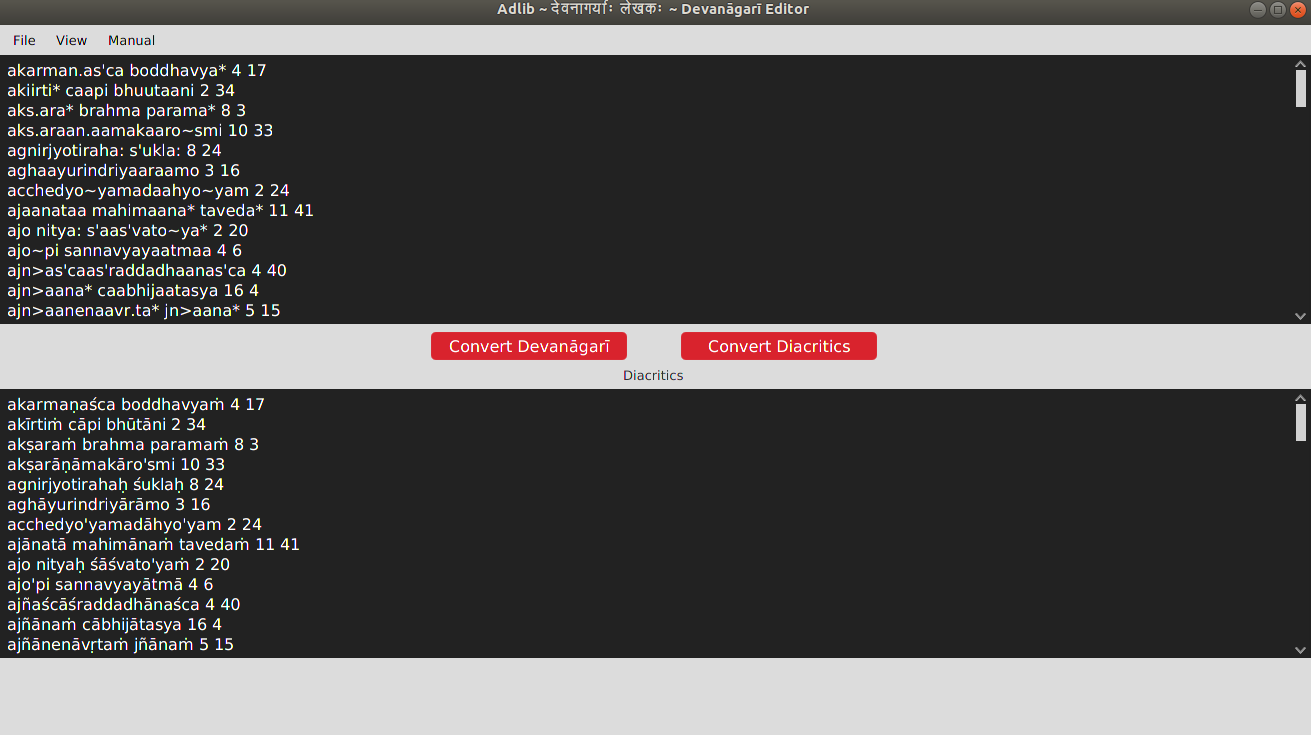 Adlib ~ देवनागर्याः लेखकः ~ Devanāgarī Editor
File View Manual
akarman.as'ca boddhavya* 4 17
akiirti* caapi bhuutaani 2 34
aks.ara* brahma parama* 8 3
aks.araan.aamakaaro~smi 10 33
agnirjyotiraha: s'ukla: 8 24
aghaayurindriyaaraamo 3 16
acchedyo~yamadaahyo~yam 2 24
ajaanataa mahimaana* taveda* 11 41
ajo nitya: s'aas'vato~ya* 2 20
ajo~pi sannavyayaatmaa 4 6
ajn>as'caas'raddadhaanas'ca 4 40
ajn>aana* caabhijaatasya 16 4
ajn>aanenaavr.ta* jn>aana* 5 15
Convert Devanāgarī Convert Diacritics
Diacritics
akarmaṇaśca boddhavyaṁ 4 17
akīrtiṁ cāpi bhūtāni 2 34
akṣaraṁ brahma paramaṁ 8 3
akṣarāṇāmakāro'smi 10 33
agnirjyotirahaḥ śuklaḥ 8 24
aghāyurindriyārāmo 3 16
acchedyo'yamadāhyo'yam 2 24
ajānatā mahimānaṁ tavedaṁ 11 41
ajo nityaḥ śāśvato'yaṁ 2 20
ajo'pi sannavyayātmā 4 6
ajñaścāśraddadhānaśca 4 40
ajñānaṁ cābhijātasya 16 4
ajñānenāvṛtaṁ jñānaṁ 5 15